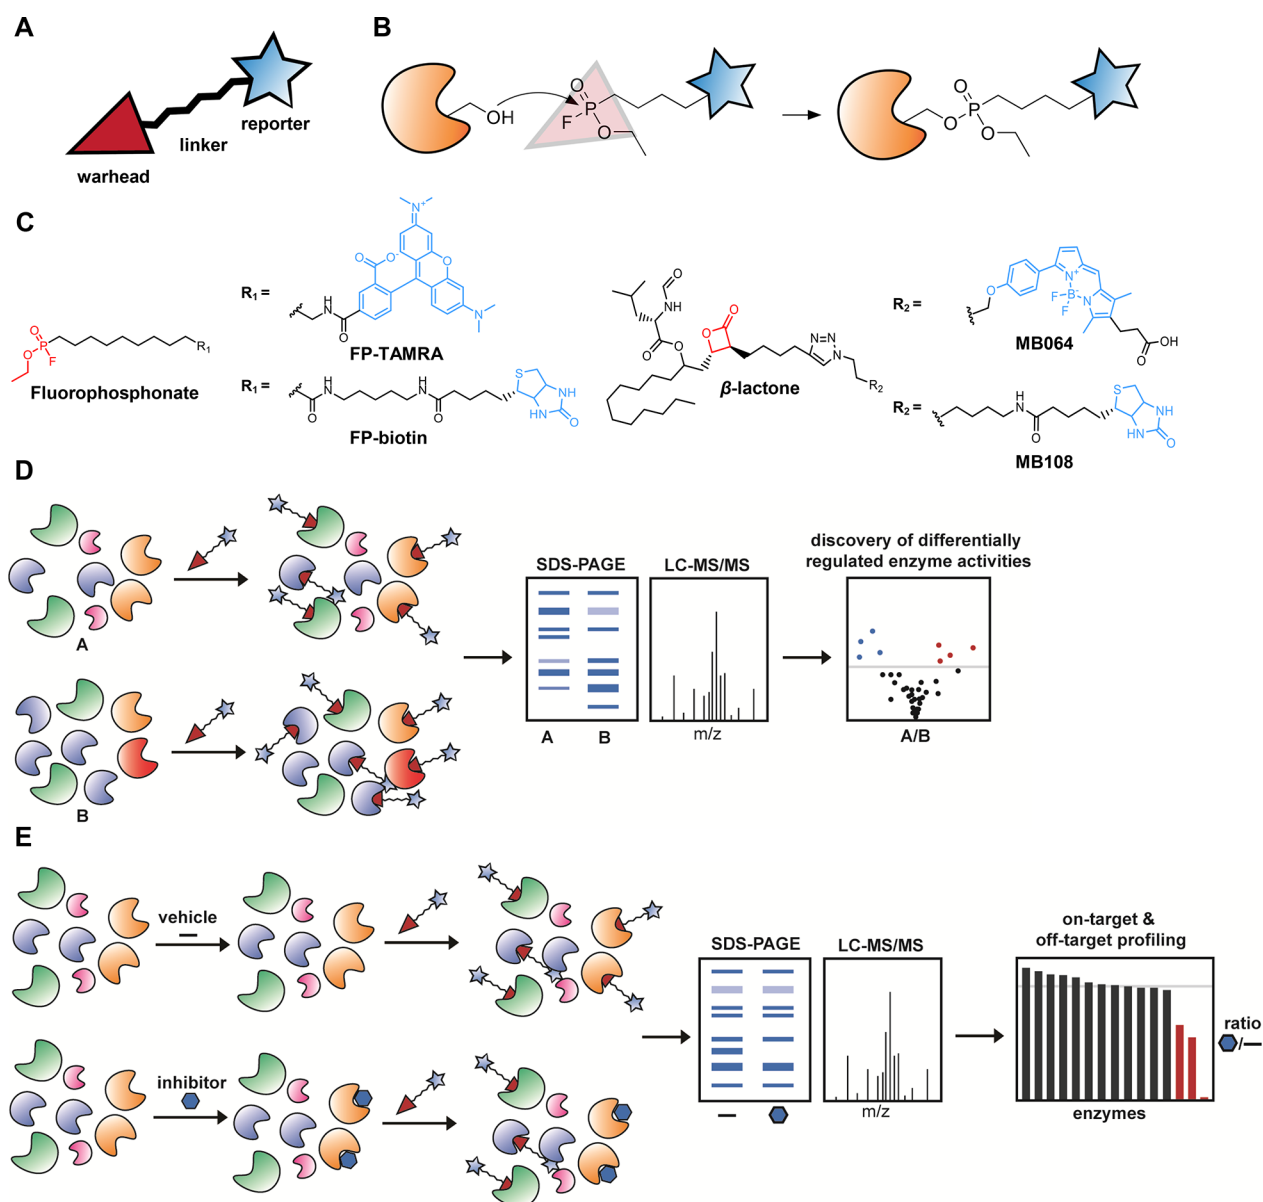 A
warhead
linker
reporter
B
OH
O
P
F
O
O
O
P
O
C
O
P
O
F
R1
Fluorophosphonate
R1 =
N+
O
O-
O
N
H
N
O
FP-TAMRA
R1 =
O
H
N
H
N
O
S
NH
HN
O
FP-biotin
O
NH
O
O
O
O
N=N
N
R2
β-lactone
R2 =
O
N+
F
B-
N
F
O
OH
MB064
R2 =
H
N
O
S
NH
HN
O
MB108
D
A
B
SDS-PAGE
A
B
LC-MS/MS
m/z
discovery of differentially
regulated enzyme activities
A/B
E
vehicle
inhibitor
SDS-PAGE
LC-MS/MS
m/z
on-target &
off-target profiling
enzymes
ratio
/